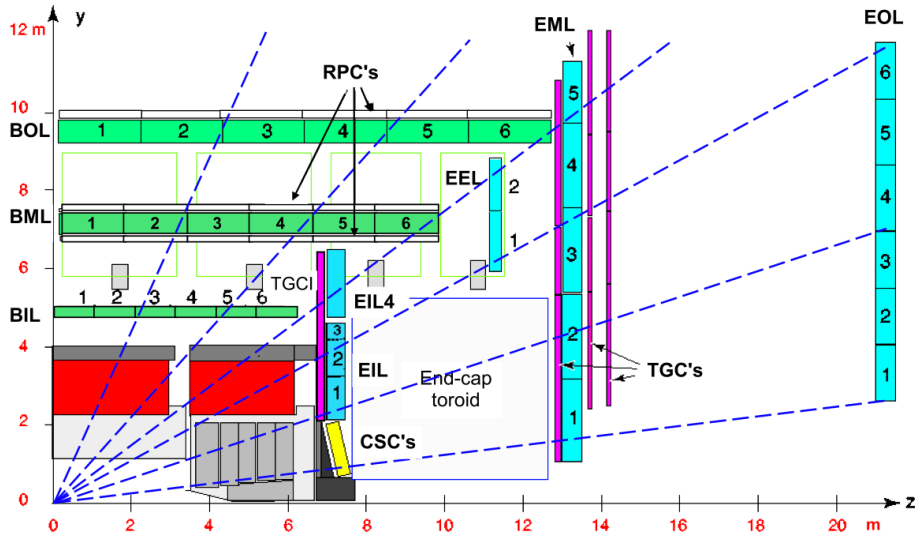 y
12 m
EML
EOL
RPC's
6
5
10
BOL
1 2 3 4 5 6
5
4
EEL
2
8
4
BML
1 2 3 4 5 6
1
3
3
6
TGCI
1 2 3 4 5 6
EIL4
BIL
2
2
4
3
2
EIL
End-cap
toroid
TGC's
1
1
1
2
CSC's
0
z
0 2 4 6 8 10 12 14 16 18 20 m